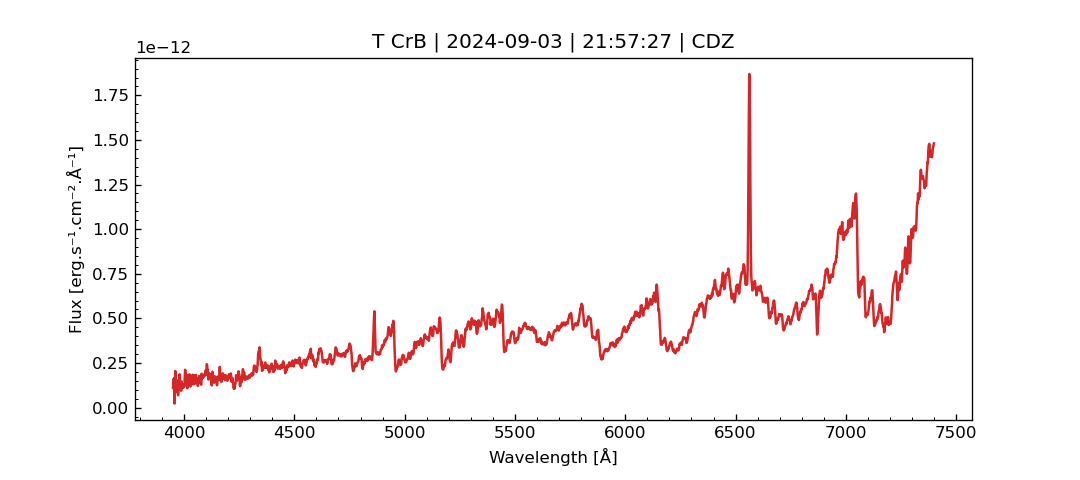 T CrB | 2024-09-03 | 21:57:27 | CDZ
1e−12
1.75
1.50
1.25
1.00
0.75
0.50
0.25
0.00
Flux [erg.s⁻¹.cm⁻².Å⁻¹]
4000 4500 5000 5500 6000 6500 7000 7500
Wavelength [Å]